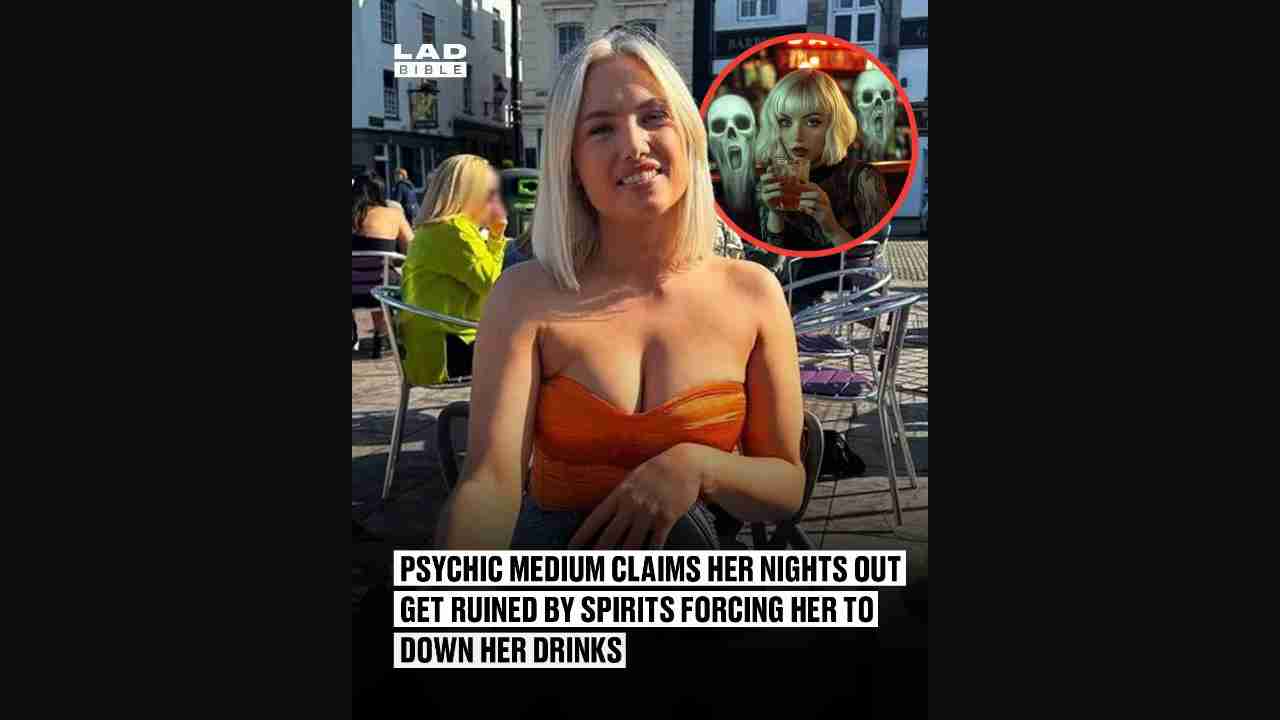 LAD
BIBLE
PSYCHIC MEDIUM CLAIMS HER NIGHTS OUT
GET RUINED BY SPIRITS FORCING HER TO
DOWN HER DRINKS